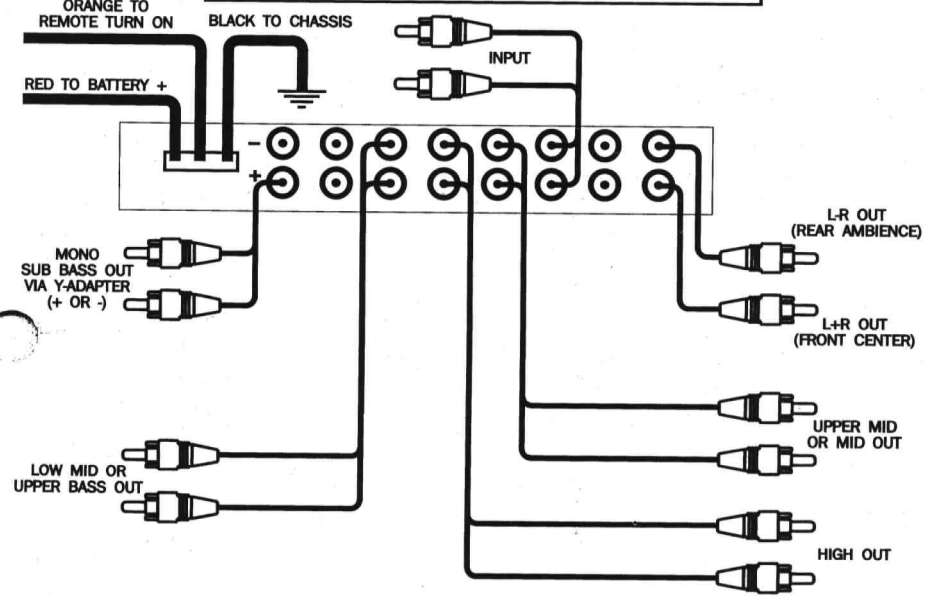 ORANGE TO
REMOTE TURN ON
BLACK TO CHASSIS
INPUT
RED TO BATTERY +
-
+
MONO
SUB BASS OUT
VIA Y-ADAPTER
(+ OR -)
L-R OUT
(REAR AMBIENCE)
L+R OUT
(FRONT CENTER)
UPPER MID
OR MID OUT
LOW MID OR
UPPER BASS OUT
HIGH OUT